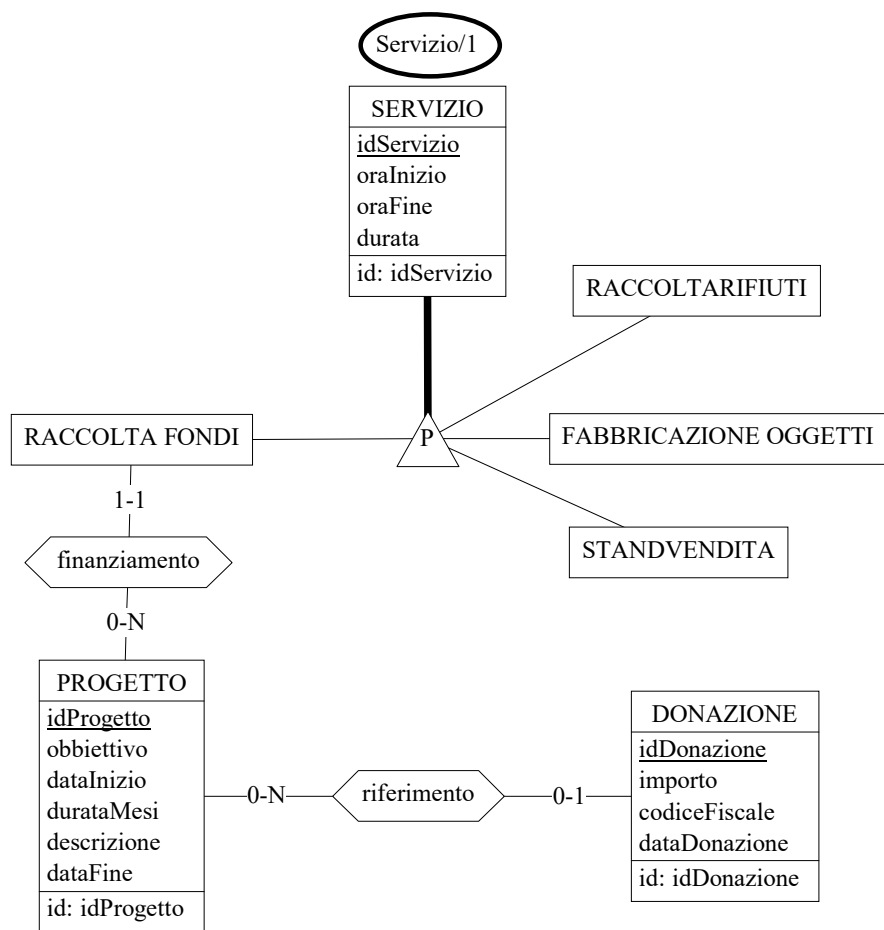 Servizio/1
SERVIZIO
idServizio
oraInizio
oraFine
durata
id: idServizio
RACCOLTARIFIUTI
RACCOLTA FONDI
P
FABBRICAZIONE OGGETTI
STANDVENDITA
1-1
finanziamento
0-N
PROGETTO
idProgetto
obbiettivo
dataInizio
durataMesi
descrizione
dataFine
id: idProgetto
0-N
riferimento
0-1
DONAZIONE
idDonazione
importo
codiceFiscale
dataDonazione
id: idDonazione